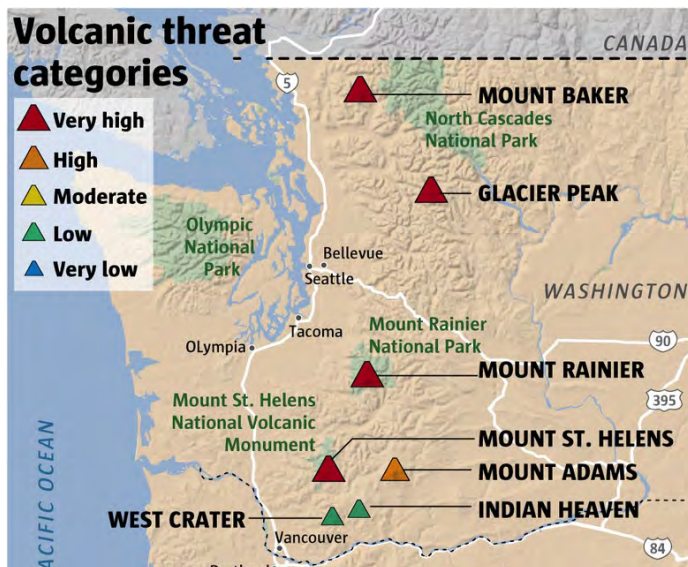 Volcanic threat
categories
Very high
High
Moderate
Low
Very low
CANADA
5
MOUNT BAKER
North Cascades
National Park
GLACIER PEAK
Olympic
National
Park
Bellevue
Seattle
WASHINGTON
Tacoma
OLympia
Mount Rainier
National Park
90
MOUNT RAINIER
395
Mount St. Helens
National Volcanic
Monument
MOUNT ST. HELENS
MOUNT ADAMS
INDIAN HEAVEN
WEST CRATER
Vancouver
84
ACIFIC OCEAN